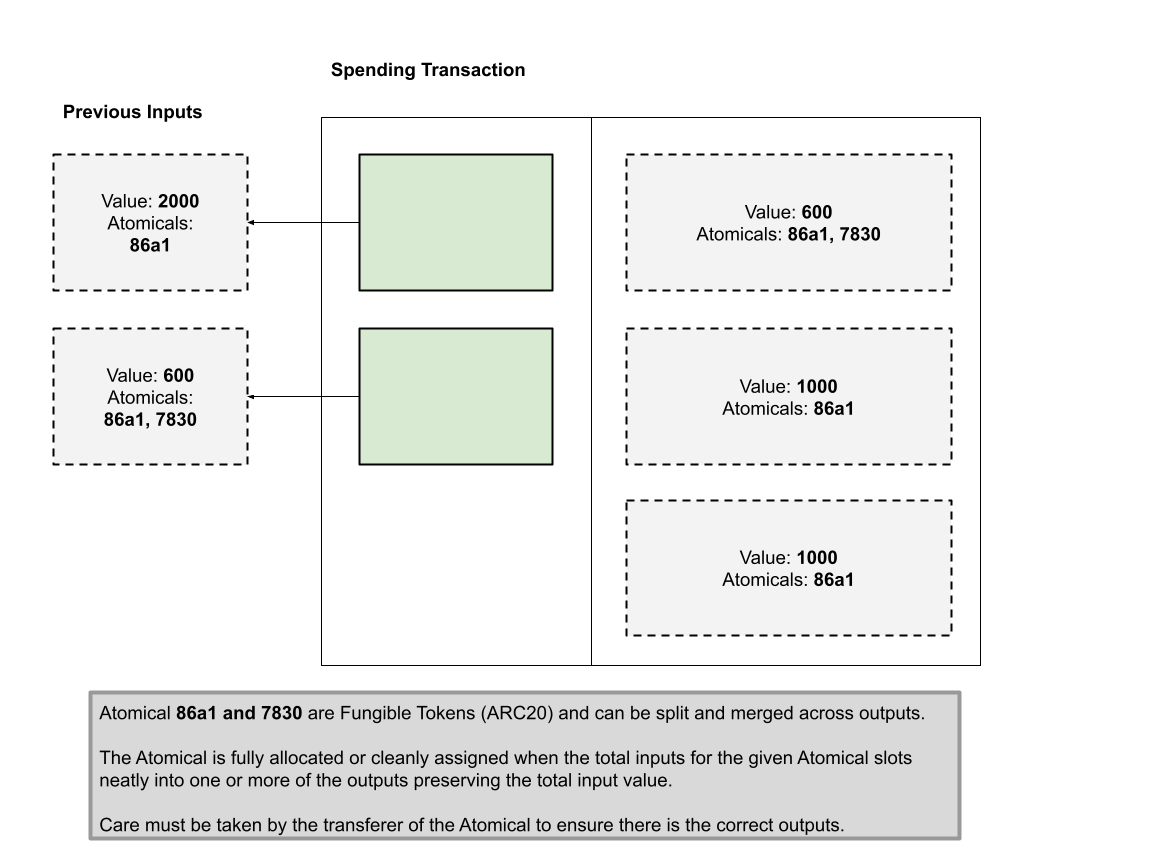 Spending Transaction
Previous Inputs
Value: 2000
Atomicals:
86a1
Value: 600
Atomicals:
86a1, 7830
Value: 600
Atomicals: 86a1, 7830
Value: 1000
Atomicals: 86a1
Value: 1000
Atomicals: 86a1
Atomical 86a1 and 7830 are Fungible Tokens (ARC20) and can be split and merged across outputs.
The Atomical is fully allocated or cleanly assigned when the total inputs for the given Atomical slots
neatly into one or more of the outputs preserving the total input value.
Care must be taken by the transferer of the Atomical to ensure there is the correct outputs.